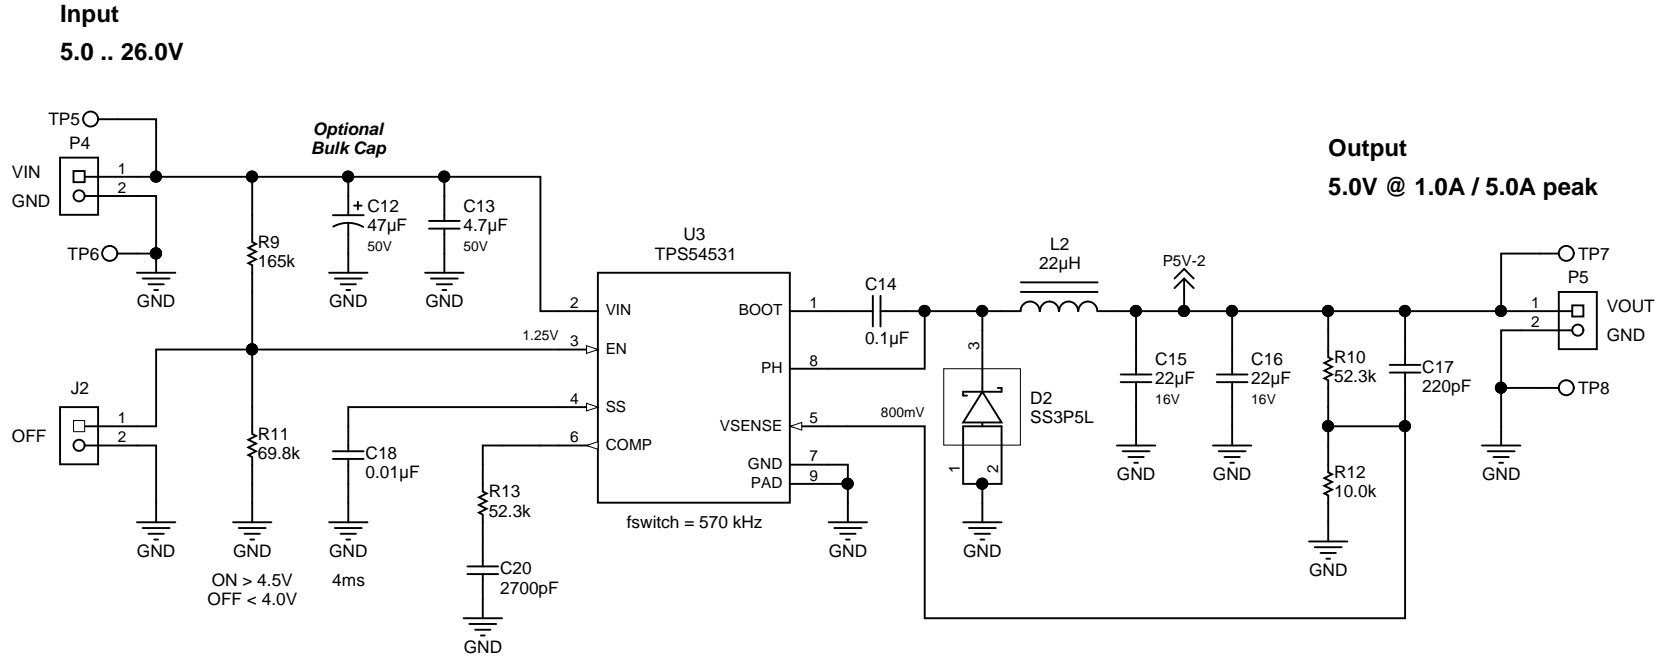 Input
5.0 .. 26.0V
Output
5.0V @ 1.0A / 5.0A peak
TP5
P4
VIN
GND
1
2
TP6
GND
Optional
Bulk Cap
R9
165k
+ C12
47µF
50V
GND
C13
4.7µF
50V
GND
J2
OFF
1
2
GND
R11
69.8k
GND
ON > 4.5V
OFF < 4.0V
C18
0.01µF
GND
4ms
R13
52.3k
C20
2700pF
GND
1.25V
U3
TPS54531
2
VIN
3
EN
4
SS
6
COMP
BOOT
1
PH
8
VSENSE
5
GND
7
PAD
9
fswitch = 570 kHz
GND
800mV
C14
0.1µF
3
D2
SS3P5L
1
2
GND
L2
22µH
P5V-2
C15
22µF
16V
GND
C16
22µF
16V
GND
R10
52.3k
C17
220pF
R12
10.0k
GND
TP7
P5
1
2
VOUT
GND
TP8
GND